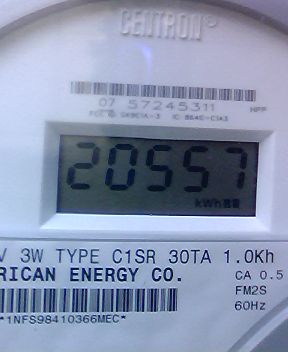 CENTRON®
07 57245311
20557
kWh
V 3W TYPE C1SR 30TA 1.0Kh
RICAN ENERGY CO.
CA 0.5
FM2S
60Hz
*1NFS98410366MEC*